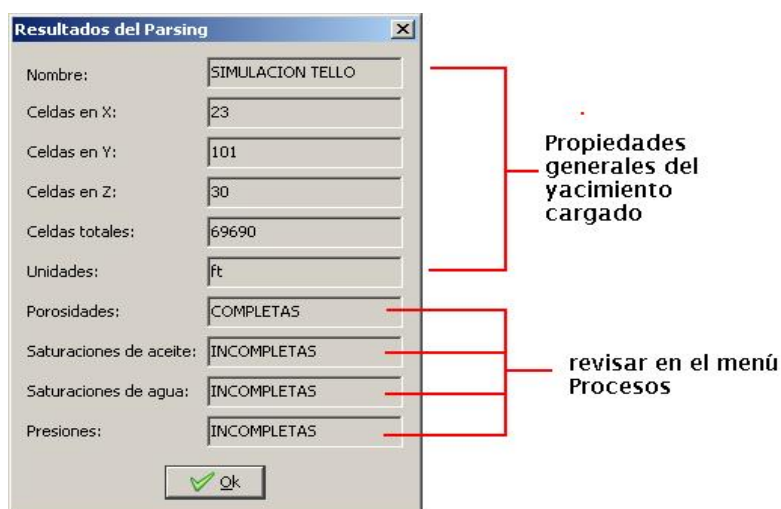 Resultados del Parsing
Nombre: SIMULACION TELLO
Celdas en X: 23
Celdas en Y: 101
Celdas en Z: 30
Celdas totales: 69690
Unidades: ft
Porosidades: COMPLETAS
Saturaciones de aceite: INCOMPLETAS
Saturaciones de agua: INCOMPLETAS
Presiones: INCOMPLETAS
Ok
Propiedades
generales del
yacimiento
cargado
revisar en el menú
Procesos